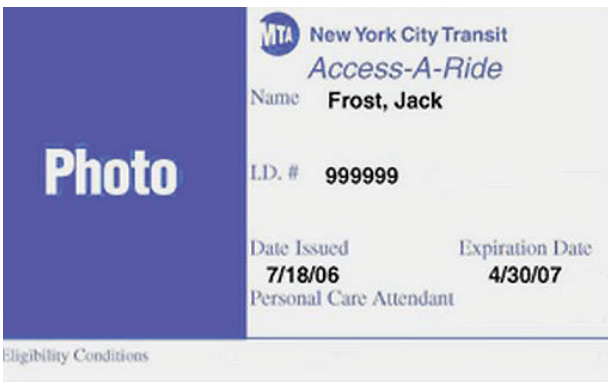 MTA New York City Transit
Access-A-Ride
Name Frost, Jack
Photo
I.D. # 999999
Date Issued Expiration Date
7/18/06 4/30/07
Personal Care Attendant
Eligibility Conditions